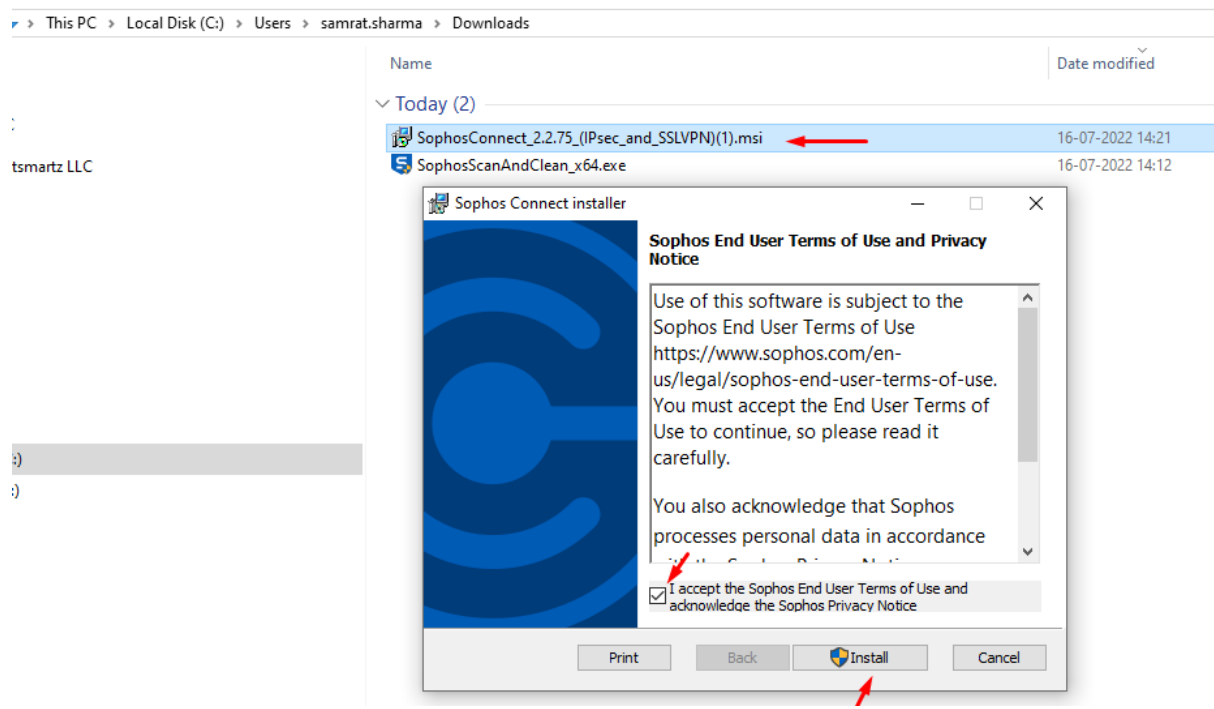 This PC > Local Disk (C:) > Users > samrat.sharma > Downloads
Name
Date modified
Today (2)
SophosConnect_2.2.75_(IPsec_and_SSLVPN)(1).msi
16-07-2022 14:21
tsmartz LLC
SophosScanAndClean_x64.exe
16-07-2022 14:12
Sophos Connect installer
Sophos End User Terms of Use and Privacy
Notice
Use of this software is subject to the
Sophos End User Terms of Use
https://www.sophos.com/en-
us/legal/sophos-end-user-terms-of-use.
You must accept the End User Terms of
Use to continue, so please read it
carefully.
You also acknowledge that Sophos
processes personal data in accordance
:)
:)
I accept the Sophos End User Terms of Use and
acknowledge the Sophos Privacy Notice
Print
Back
Install
Cancel